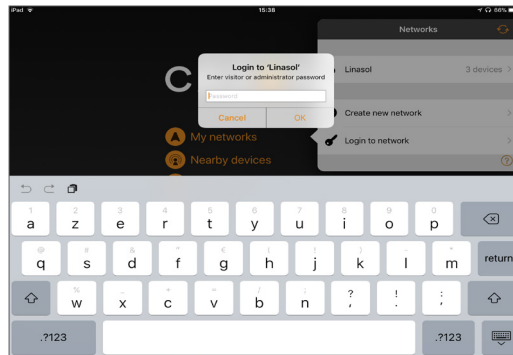 iPad
15:38
66%
Networks
Login to 'Linasol'
Enter visitor or administrator password
Password
Cancel
OK
C
Linasol
3 devices
Create new network
Login to network
?
My networks
Nearby devices
1 2 3 4 5 6 7 8 9 0
a z e r t y u i o p
@ # & " € ( ! ) - *
q s d f g h j k l m
return
% - + = / ; ? ! :
w x c v b n , . '
.?123
.?123